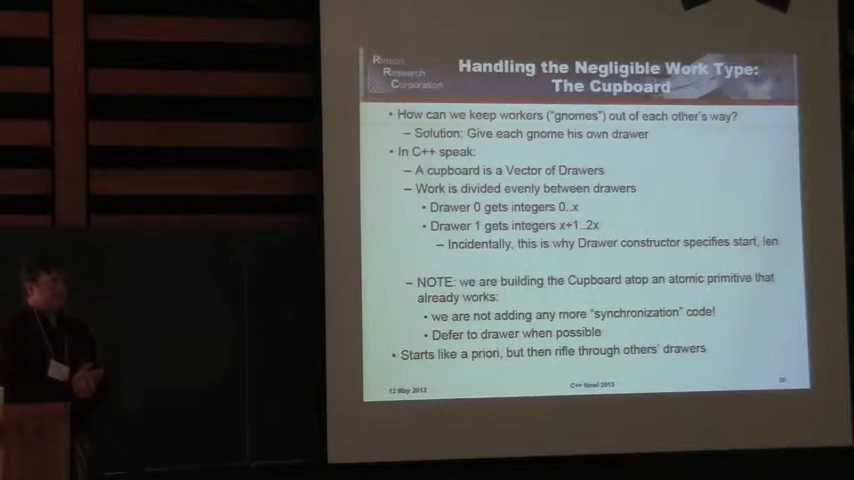 Rincon
Research
Corporation
Handling the Negligible Work Type:
The Cupboard
• How can we keep workers ("gnomes") out of each other's way?
– Solution: Give each gnome his own drawer
• In C++ speak:
– A cupboard is a Vector of Drawers
– Work is divided evenly between drawers
• Drawer 0 gets integers 0..x
• Drawer 1 gets integers x+1..2x
– Incidentally, this is why Drawer constructor specifies start, len
– NOTE: we are building the Cupboard atop an atomic primitive that
already works:
• we are not adding any more "synchronization" code!
• Defer to drawer when possible
• Starts like a priori, but then rifle through others' drawers
12 May 2013
C++ Now! 2013